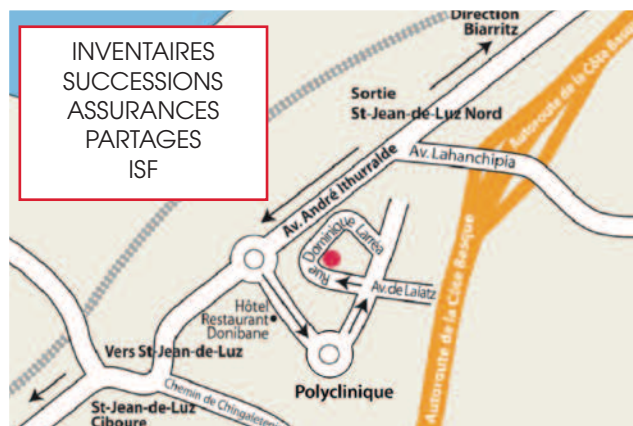 INVENTAIRES
SUCCESSIONS
ASSURANCES
PARTAGES
ISF
Direction
Biarritz
Sortie
St-Jean-de-Luz Nord
Autoroute de la Côte Basque
Av. Lahanchipia
Av. André Ithurralde
Rue Dominique Larréa
Av. de Laiatz
Hôtel
Restaurant
Donibane
Vers St-Jean-de-Luz
Polyclinique
Chemin de Chingaletenia
St-Jean-de-Luz
Ciboure
Autoroute de la Côte Basque